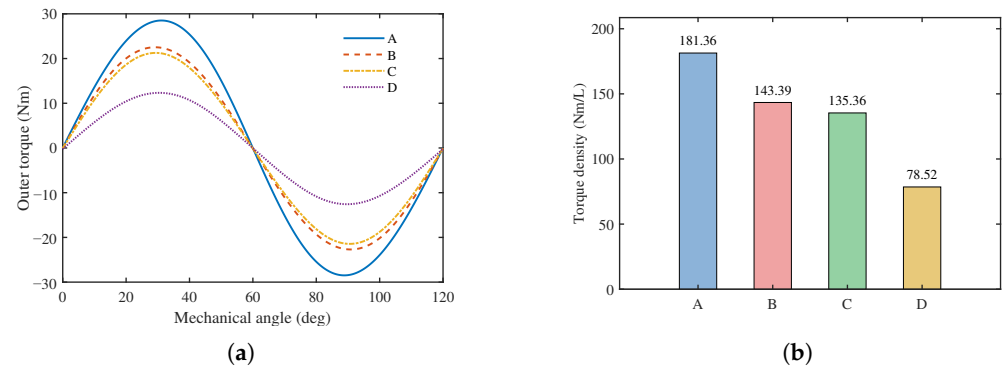 30
20
10
0
−10
−20
−30
0 20 40 60 80 100 120
Outer torque (Nm)
Mechanical angle (deg)
A
B
C
D
(a)
200
150
100
50
0
Torque density (Nm/L)
181.36
143.39
135.36
78.52
A B C D
(b)